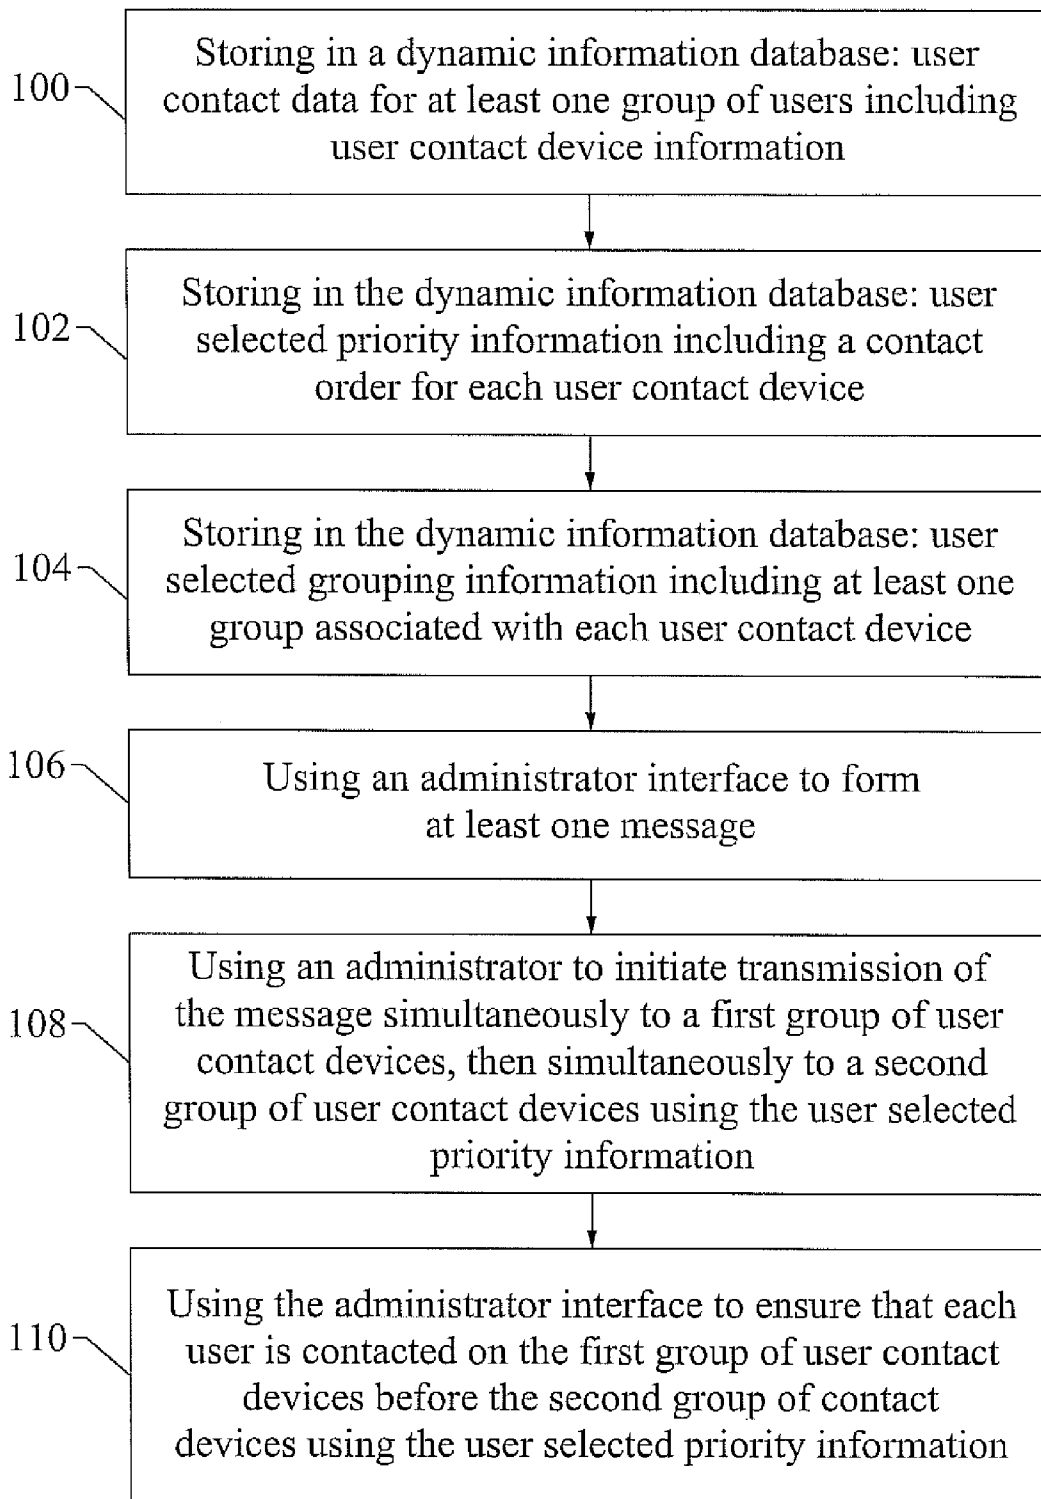 100
Storing in a dynamic information database: user
contact data for at least one group of users including
user contact device information
102
Storing in the dynamic information database: user
selected priority information including a contact
order for each user contact device
104
Storing in the dynamic information database: user
selected grouping information including at least one
group associated with each user contact device
106
Using an administrator interface to form
at least one message
108
Using an administrator to initiate transmission of
the message simultaneously to a first group of user
contact devices, then simultaneously to a second
group of user contact devices using the user selected
priority information
110
Using the administrator interface to ensure that each
user is contacted on the first group of user contact
devices before the second group of contact
devices using the user selected priority information